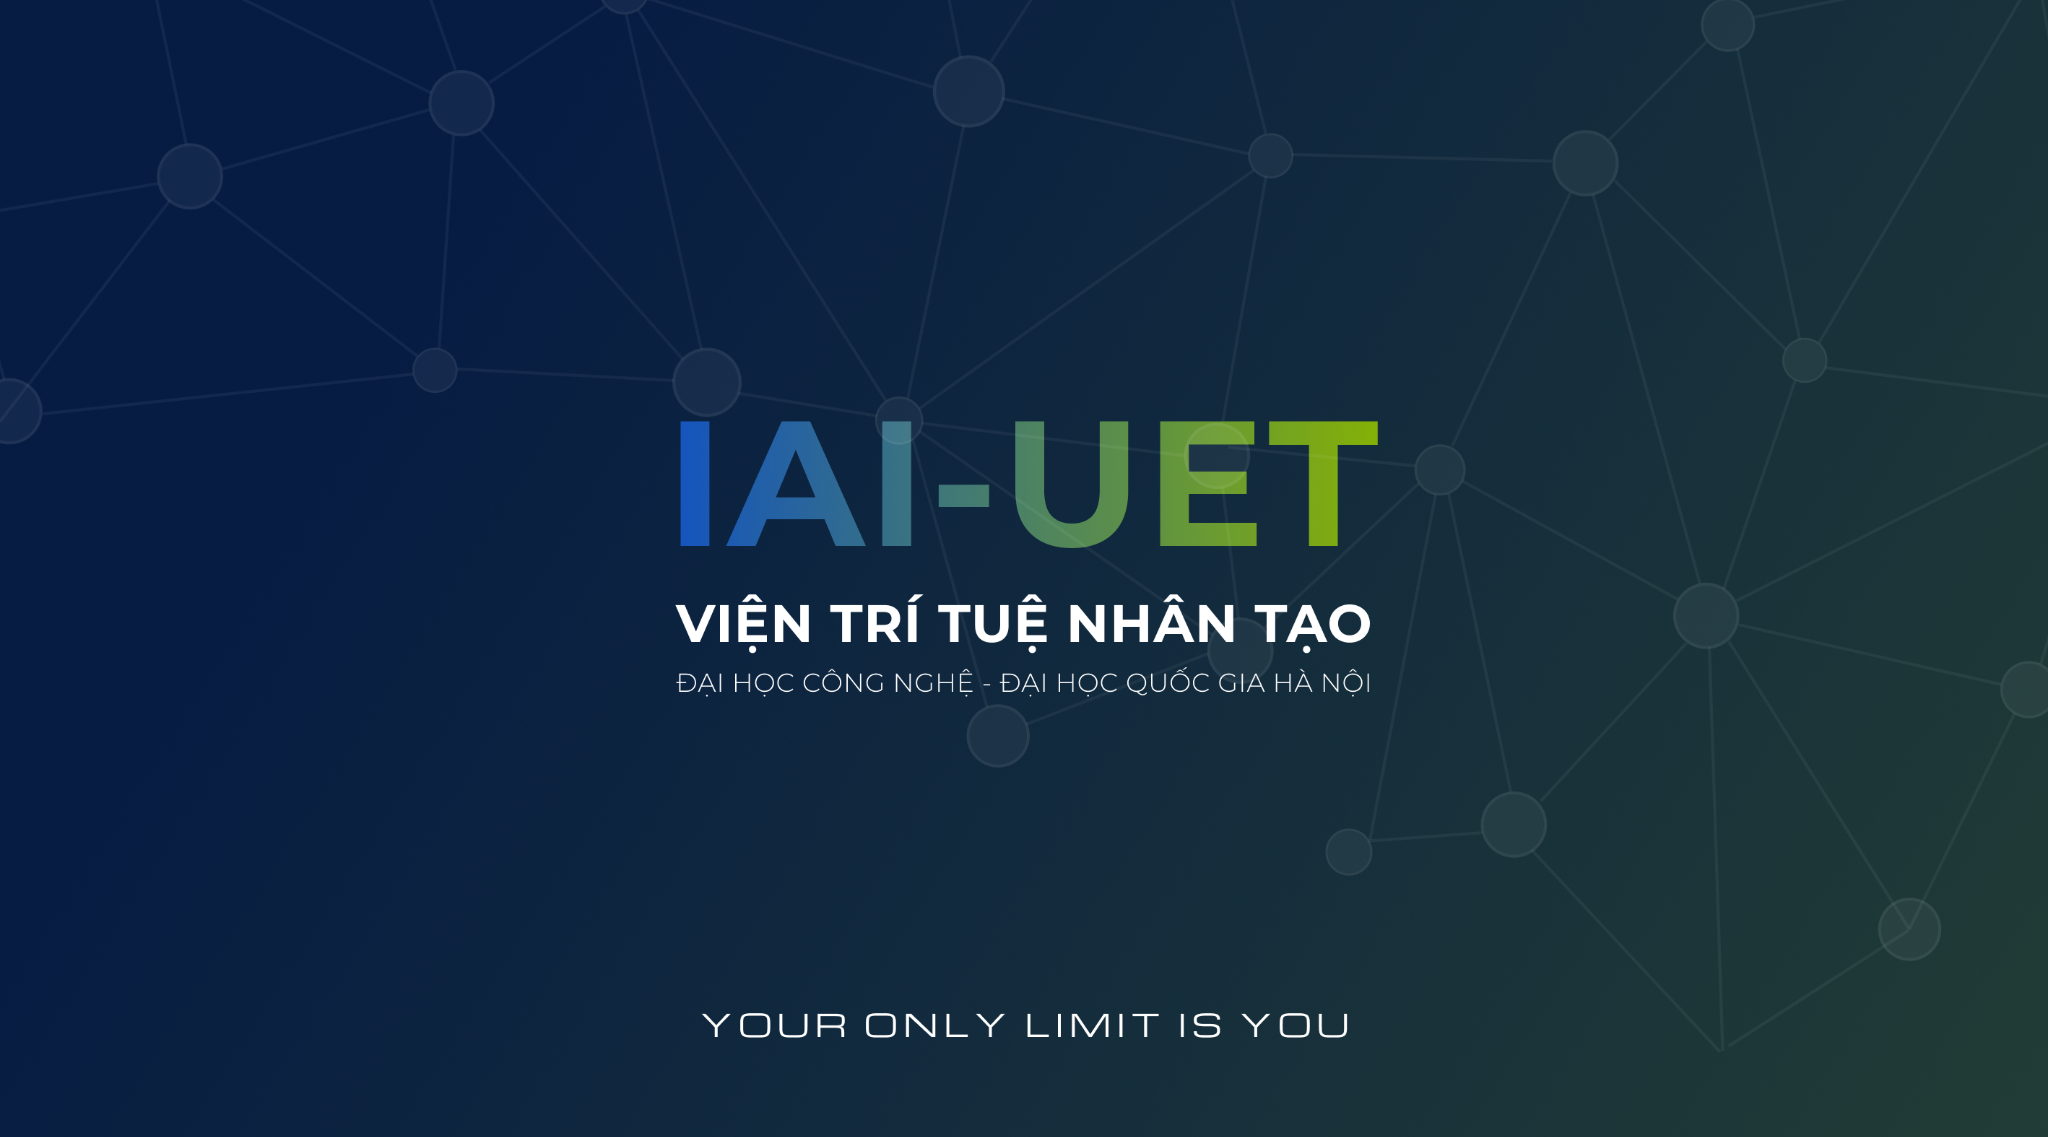 IAI-UET
VIỆN TRÍ TUỆ NHÂN TẠO
ĐẠI HỌC CÔNG NGHỆ - ĐẠI HỌC QUỐC GIA HÀ NỘI
YOUR ONLY LIMIT IS YOU